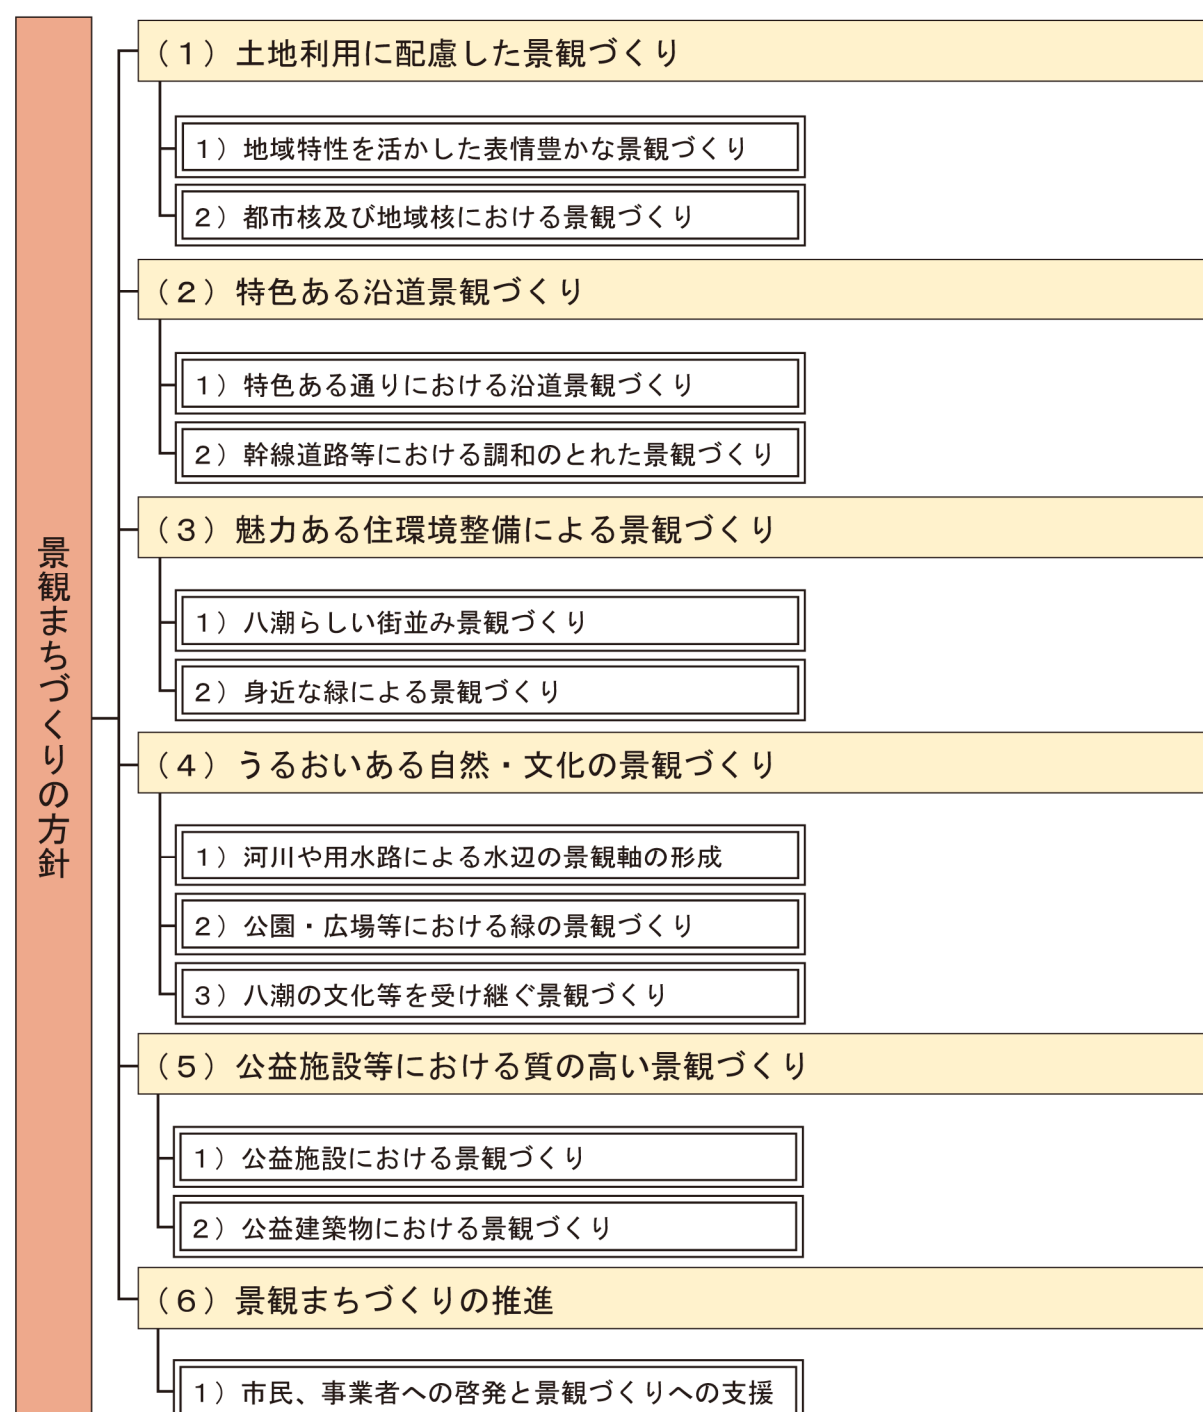 景観まちづくりの方針
（１）土地利用に配慮した景観づくり
１）地域特性を活かした表情豊かな景観づくり
２）都市核及び地域核における景観づくり
（２）特色ある沿道景観づくり
１）特色ある通りにおける沿道景観づくり
２）幹線道路等における調和のとれた景観づくり
（３）魅力ある住環境整備による景観づくり
１）八潮らしい街並み景観づくり
２）身近な緑による景観づくり
（４）うるおいある自然・文化の景観づくり
１）河川や用水路による水辺の景観軸の形成
２）公園・広場等における緑の景観づくり
３）八潮の文化等を受け継ぐ景観づくり
（５）公益施設等における質の高い景観づくり
１）公益施設における景観づくり
２）公益建築物における景観づくり
（６）景観まちづくりの推進
１）市民、事業者への啓発と景観づくりへの支援